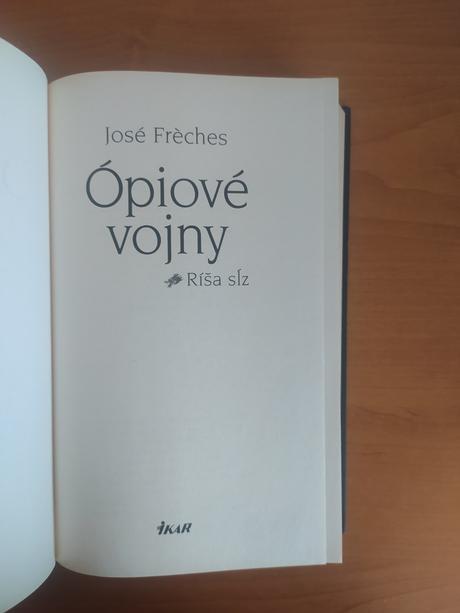 José Frèches
Ópiové
vojny
Ríša sĺz
IKAR